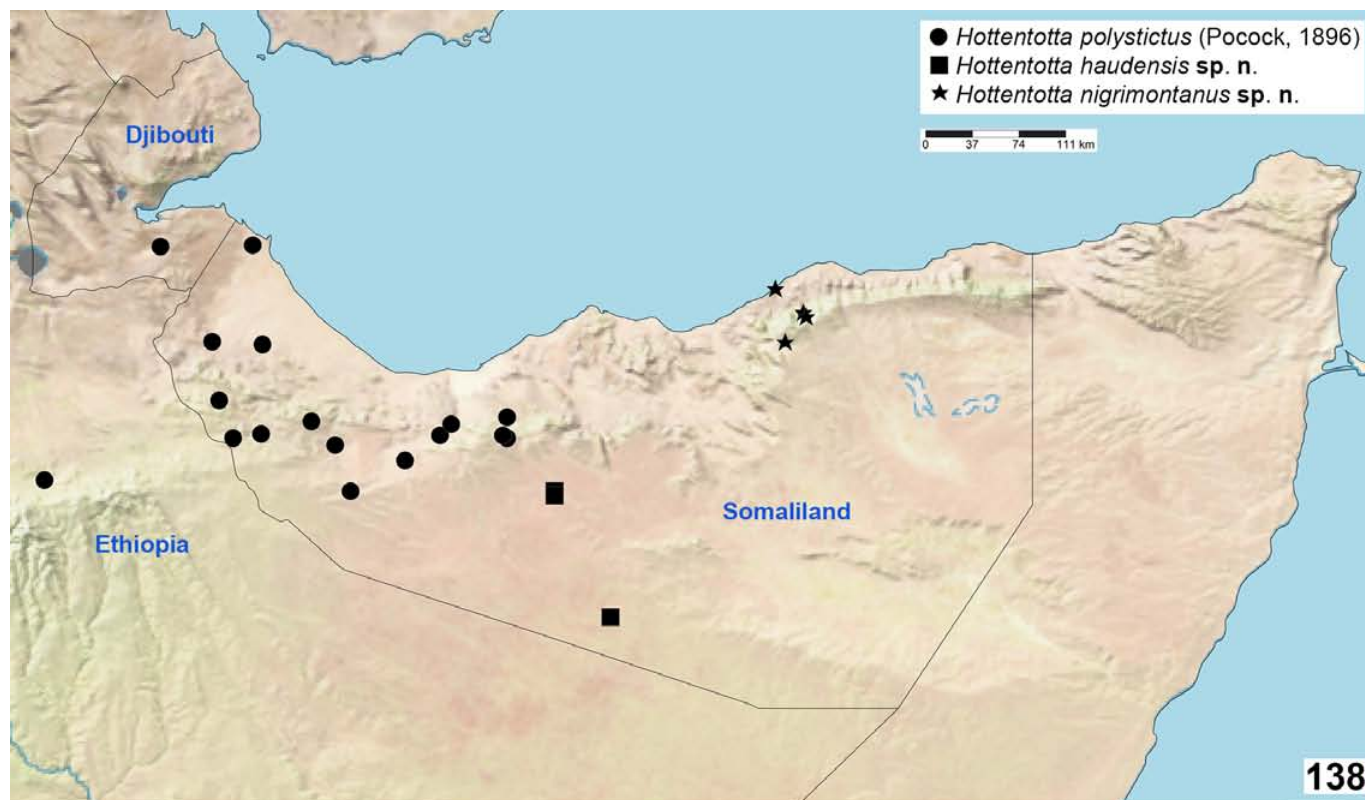 Hottentotta polystictus (Pocock, 1896)
Hottentotta haudensis sp. n.
Hottentotta nigrimontanus sp. n.
0 37 74 111 km
Djibouti
Somaliland
Ethiopia
138